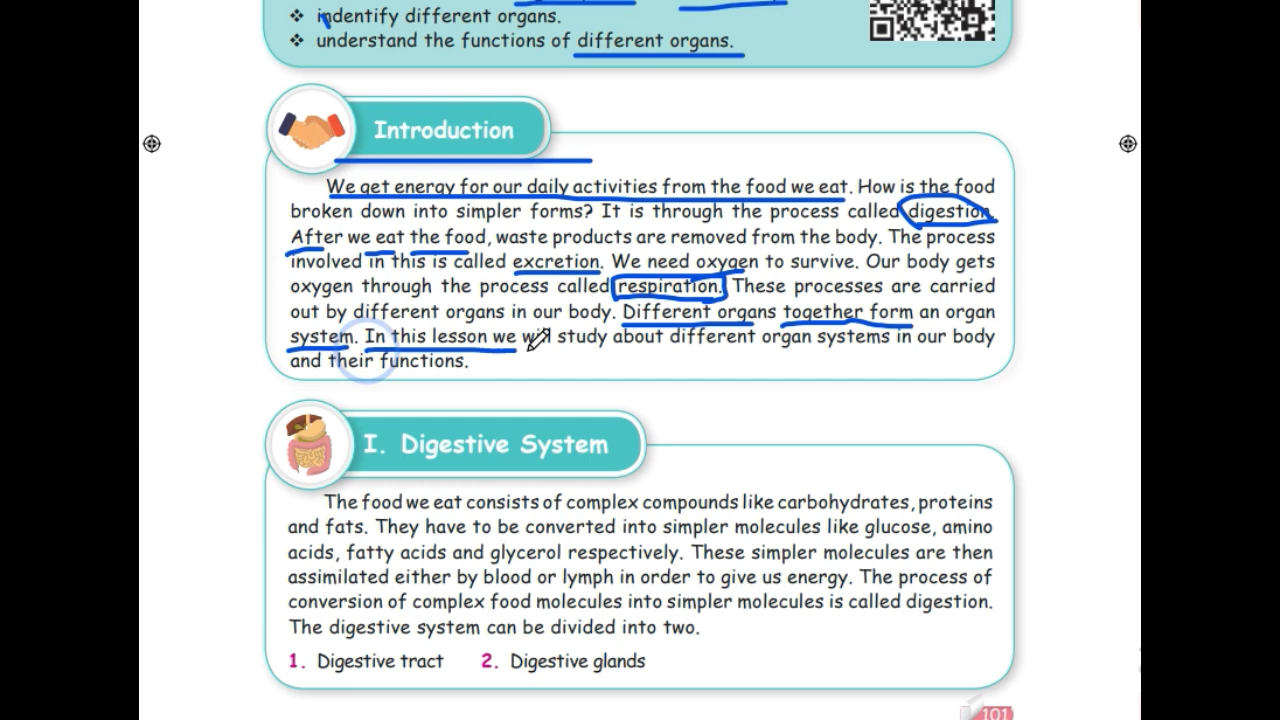 ❖ indentify different organs.
❖ understand the functions of different organs.
Introduction
We get energy for our daily activities from the food we eat. How is the food
broken down into simpler forms? It is through the process called digestion.
After we eat the food, waste products are removed from the body. The process
involved in this is called excretion. We need oxygen to survive. Our body gets
oxygen through the process called respiration. These processes are carried
out by different organs in our body. Different organs together form an organ
system. In this lesson we will study about different organ systems in our body
and their functions.
I. Digestive System
The food we eat consists of complex compounds like carbohydrates, proteins
and fats. They have to be converted into simpler molecules like glucose, amino
acids, fatty acids and glycerol respectively. These simpler molecules are then
assimilated either by blood or lymph in order to give us energy. The process of
conversion of complex food molecules into simpler molecules is called digestion.
The digestive system can be divided into two.
1. Digestive tract 2. Digestive glands
101